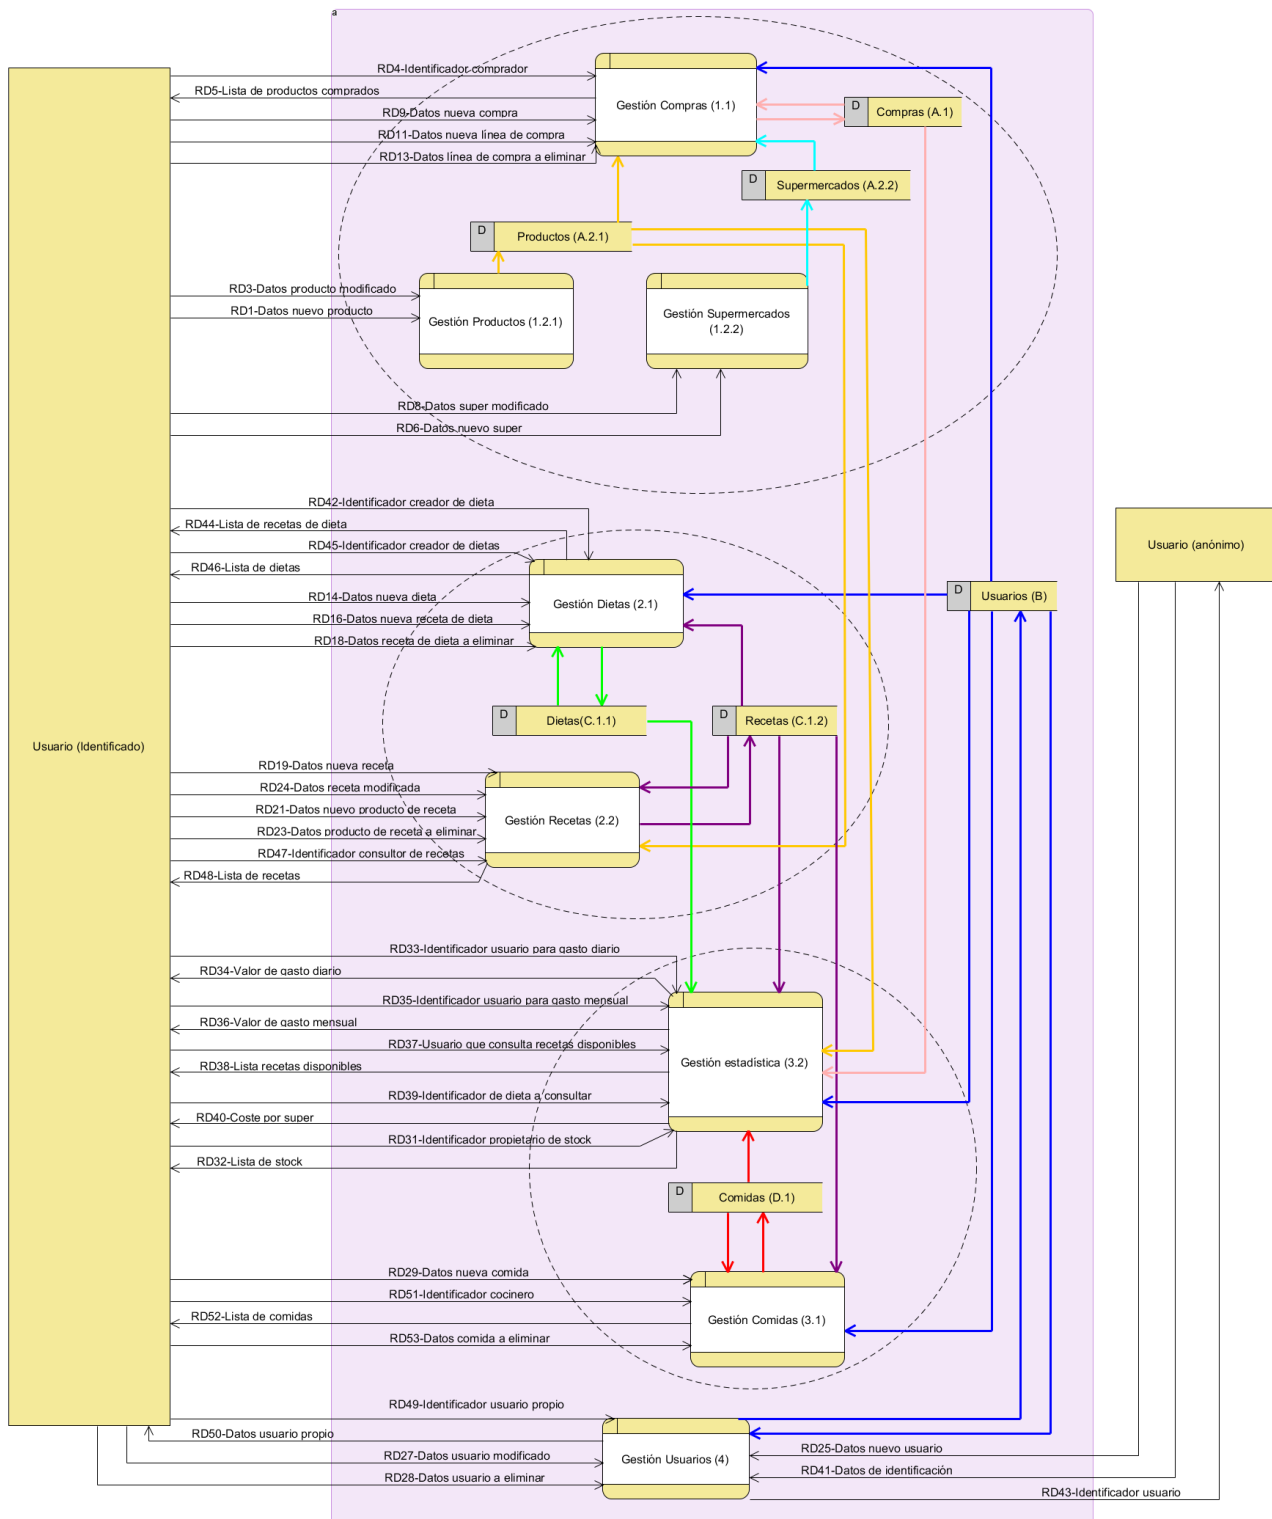 a
RD4-Identificador comprador
RD5-Lista de productos comprados
Gestión Compras (1.1)
D
Compras (A.1)
RD9-Datos nueva compra
RD11-Datos nueva línea de compra
RD13-Datos línea de compra a eliminar
D
Supermercados (A.2.2)
D
Productos (A.2.1)
RD3-Datos producto modificado
RD1-Datos nuevo producto
Gestión Productos (1.2.1)
Gestión Supermercados
(1.2.2)
RD8-Datos super modificado
RD6-Datos nuevo super
RD42-Identificador creador de dieta
RD44-Lista de recetas de dieta
RD45-Identificador creador de dietas
RD46-Lista de dietas
Usuario (anónimo)
RD14-Datos nueva dieta
Gestión Dietas (2.1)
D
Usuarios (B)
RD16-Datos nueva receta de dieta
RD18-Datos receta de dieta a eliminar
D
Dietas(C.1.1)
D
Recetas (C.1.2)
Usuario (Identificado)
RD19-Datos nueva receta
RD24-Datos receta modificada
RD21-Datos nuevo producto de receta
Gestión Recetas (2.2)
RD23-Datos producto de receta a eliminar
RD47-Identificador consultor de recetas
RD48-Lista de recetas
RD33-Identificador usuario para gasto diario
RD34-Valor de gasto diario
RD35-Identificador usuario para gasto mensual
RD36-Valor de gasto mensual
RD37-Usuario que consulta recetas disponibles
Gestión estadística (3.2)
RD38-Lista recetas disponibles
RD39-Identificador de dieta a consultar
RD40-Coste por super
RD31-Identificador propietario de stock
RD32-Lista de stock
D
Comidas (D.1)
RD29-Datos nueva comida
RD51-Identificador cocinero
RD52-Lista de comidas
Gestión Comidas (3.1)
RD53-Datos comida a eliminar
RD49-Identificador usuario propio
RD50-Datos usuario propio
RD27-Datos usuario modificado
Gestión Usuarios (4)
RD25-Datos nuevo usuario
RD28-Datos usuario a eliminar
RD41-Datos de identificación
RD43-Identificador usuario